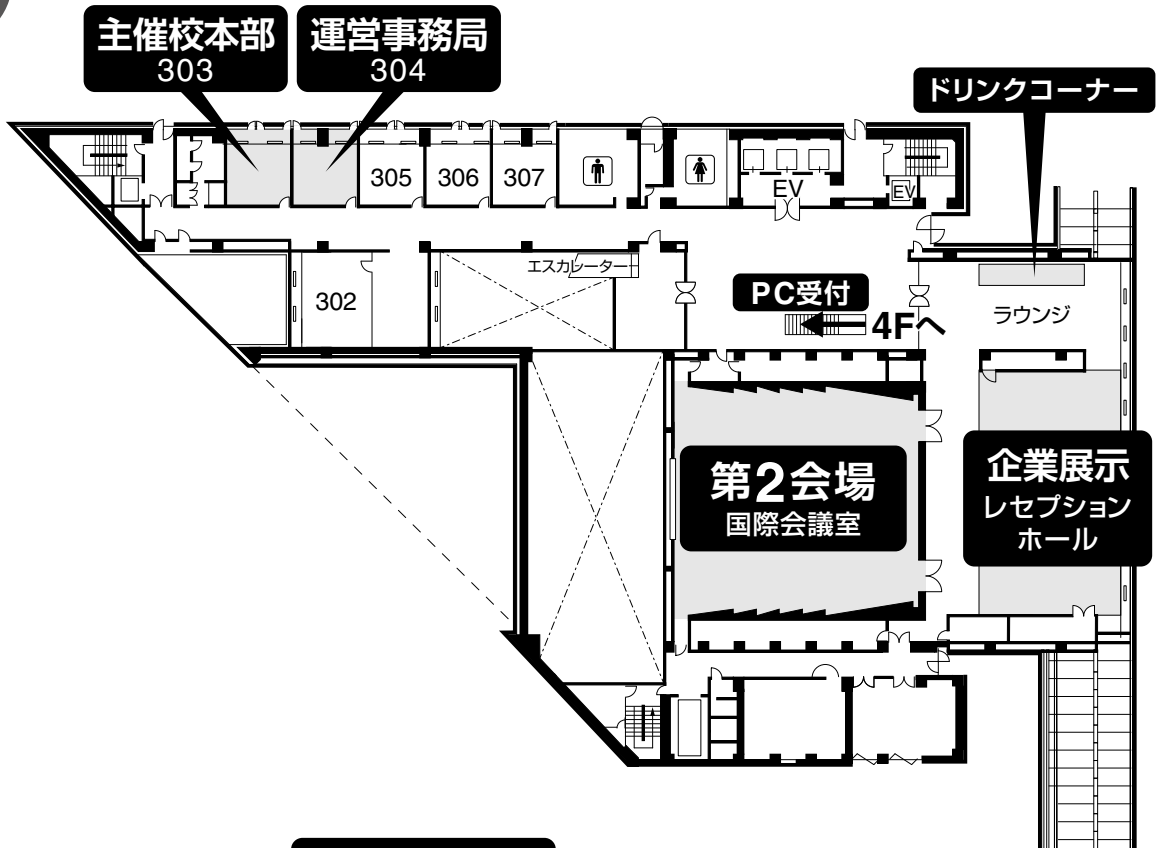 主催校本部
303
運営事務局
304
ドリンクコーナー
305
306
307
EV
EV
エスカレーター
302
PC受付
4Fへ
ラウンジ
第2会場
国際会議室
企業展示
レセプション
ホール